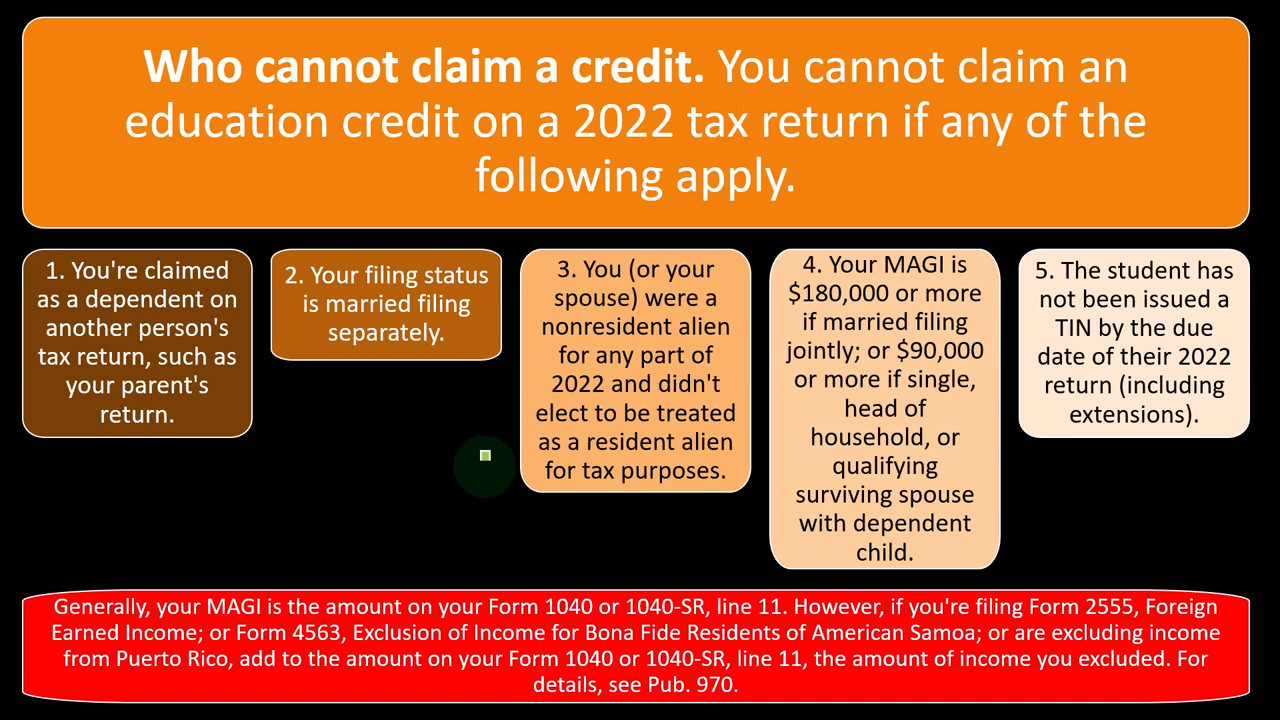 Who cannot claim a credit. You cannot claim an
education credit on a 2022 tax return if any of the
following apply.
1. You're claimed
as a dependent on
another person's
tax return, such as
your parent's
return.
2. Your filing status
is married filing
separately.
3. You (or your
spouse) were a
nonresident alien
for any part of
2022 and didn't
elect to be treated
as a resident alien
for tax purposes.
4. Your MAGI is
$180,000 or more
if married filing
jointly; or $90,000
or more if single,
head of
household, or
qualifying
surviving spouse
with dependent
child.
5. The student has
not been issued a
TIN by the due
date of their 2022
return (including
extensions).
Generally, your MAGI is the amount on your Form 1040 or 1040-SR, line 11. However, if you're filing Form 2555, Foreign
Earned Income; or Form 4563, Exclusion of Income for Bona Fide Residents of American Samoa; or are excluding income
from Puerto Rico, add to the amount on your Form 1040 or 1040-SR, line 11, the amount of income you excluded. For
details, see Pub. 970.